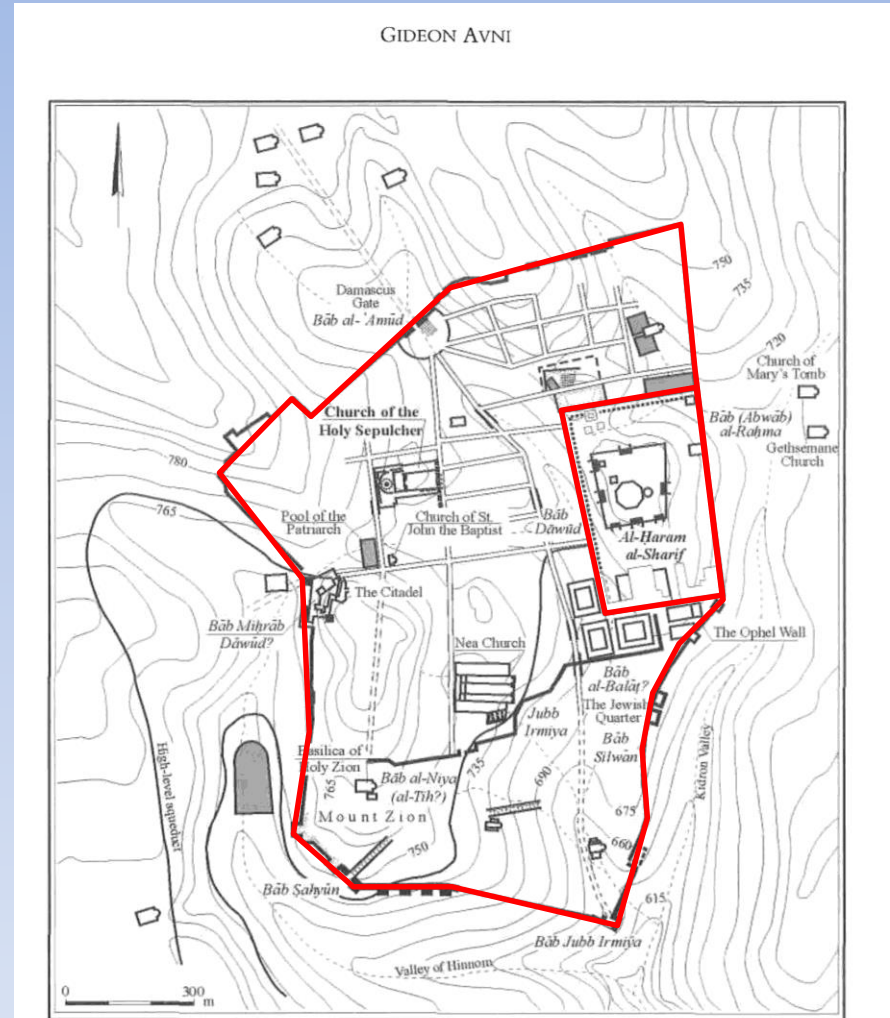 GIDEON AVNI
750
735
Damascus
Gate
Bāb al-ʿAmūd
720
Church of
Mary's Tomb
Church of the
Holy Sepulcher
Bāb (Abwāb)
al-Raḥma
Gethsemane
Church
780
765
Pool of the
Patriarch
Church of St.
John the Baptist
Bāb
Dāwūd
Al-Ḥaram
al-Sharif
The Citadel
Bāb Miḥrāb
Dāwūd?
Nea Church
The Ophel Wall
Bāb
al-Balāṭ?
The Jewish
Quarter
Jubb
Irmiya
Bāb
Silwān
High-level aqueduct
Basilica of
Holy Zion
765
Bāb al-Niya
(al-Tih?)
735
690
Kidron Valley
Mount Zion
675
750
660
Bāb Ṣahyūn
615
Bāb Jubb Irmiya
Valley of Hinnom
0 300
m